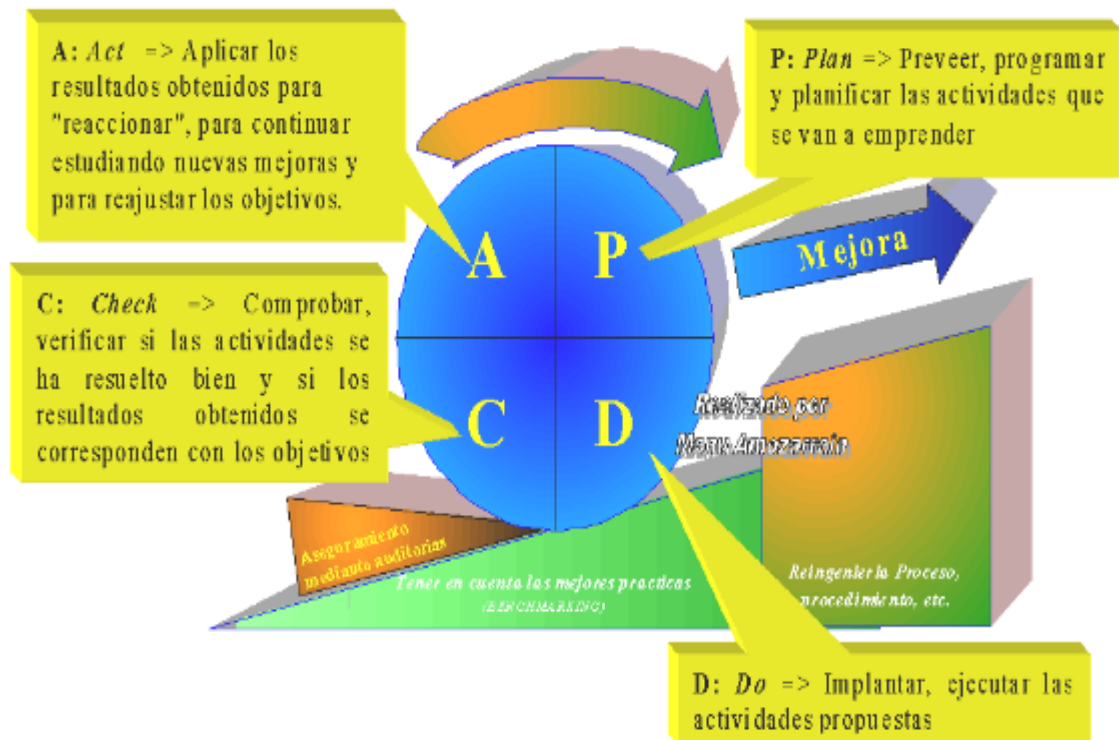 A: Act => Aplicar los
resultados obtenidos para
"reaccionar", para continuar
estudiando nuevas mejoras y
para reajustar los objetivos.
P: Plan => Preveer, programar
y planificar las actividades que
se van a emprender
A
P
Mejora
C: Check => Comprobar,
verificar si las actividades se
ha resuelto bien y si los
resultados obtenidos se
corresponden con los objetivos
C
D
Realizado por
Manu Amozarrain
Aseguramiento
mediante auditorias
Tener en cuenta las mejores practicas
(BENCHMARKING)
Reingenieria Proceso,
procedimiento, etc.
D: Do => Implantar, ejecutar las
actividades propuestas